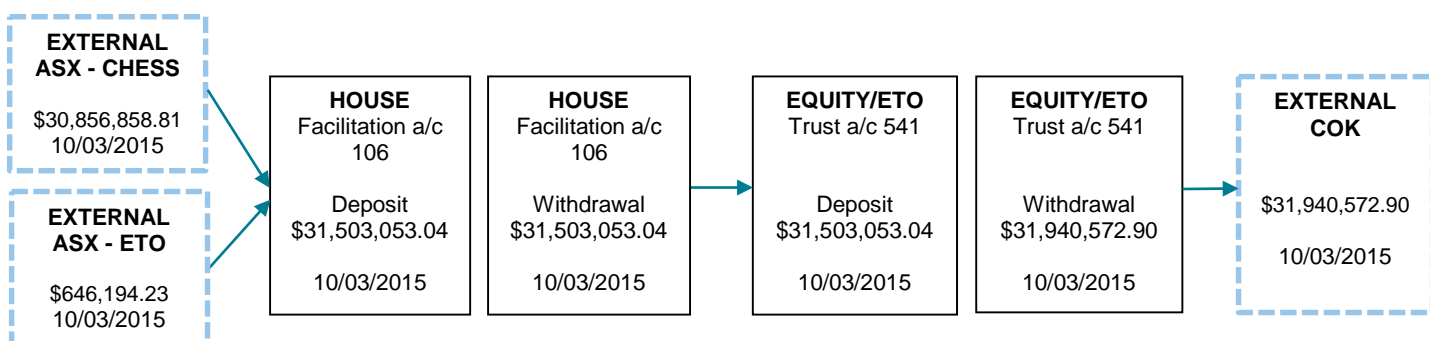 EXTERNAL
ASX - CHESS
$30,856,858.81
10/03/2015
EXTERNAL
ASX - ETO
$646,194.23
10/03/2015
HOUSE
Facilitation a/c
106
Deposit
$31,503,053.04
10/03/2015
HOUSE
Facilitation a/c
106
Withdrawal
$31,503,053.04
10/03/2015
EQUITY/ETO
Trust a/c 541
Deposit
$31,503,053.04
10/03/2015
EQUITY/ETO
Trust a/c 541
Withdrawal
$31,940,572.90
10/03/2015
EXTERNAL
COK
$31,940,572.90
10/03/2015